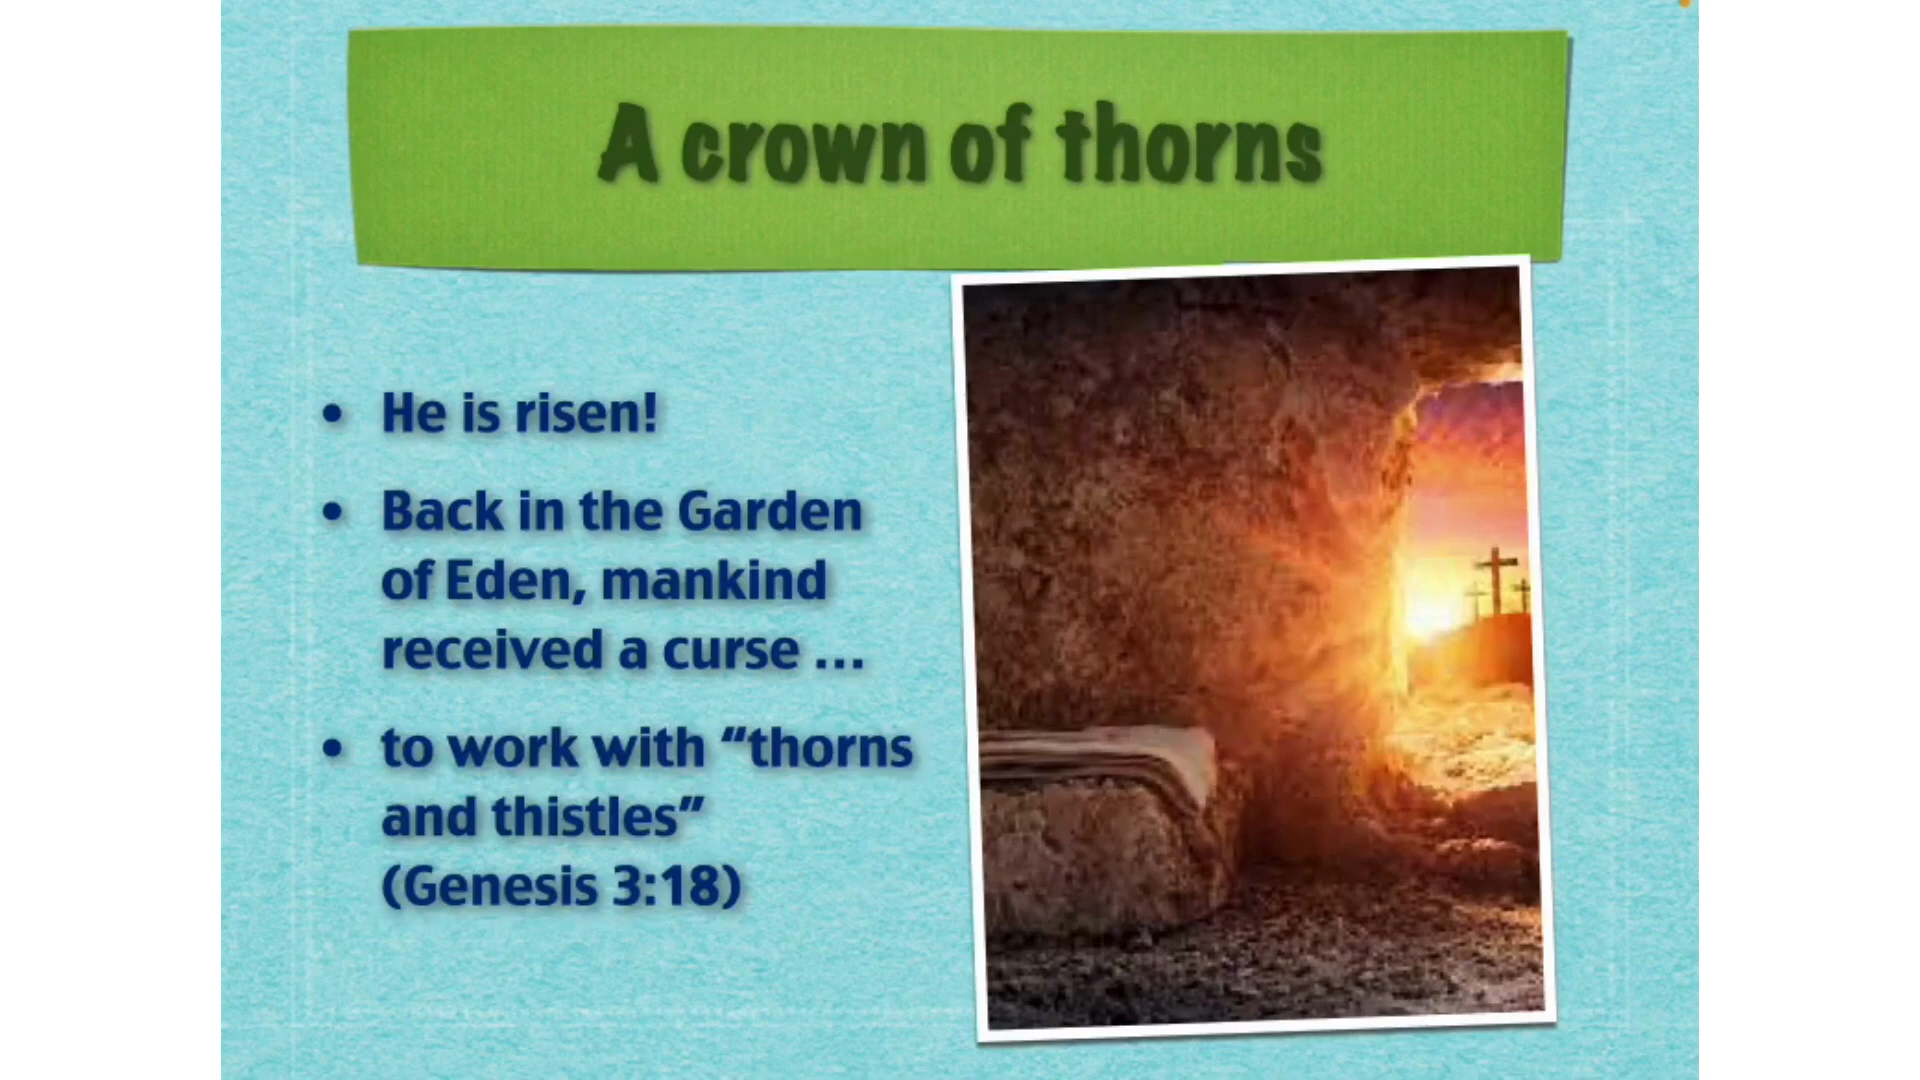 A crown of thorns
• He is risen!
• Back in the Garden
of Eden, mankind
received a curse …
• to work with “thorns
and thistles”
(Genesis 3:18)